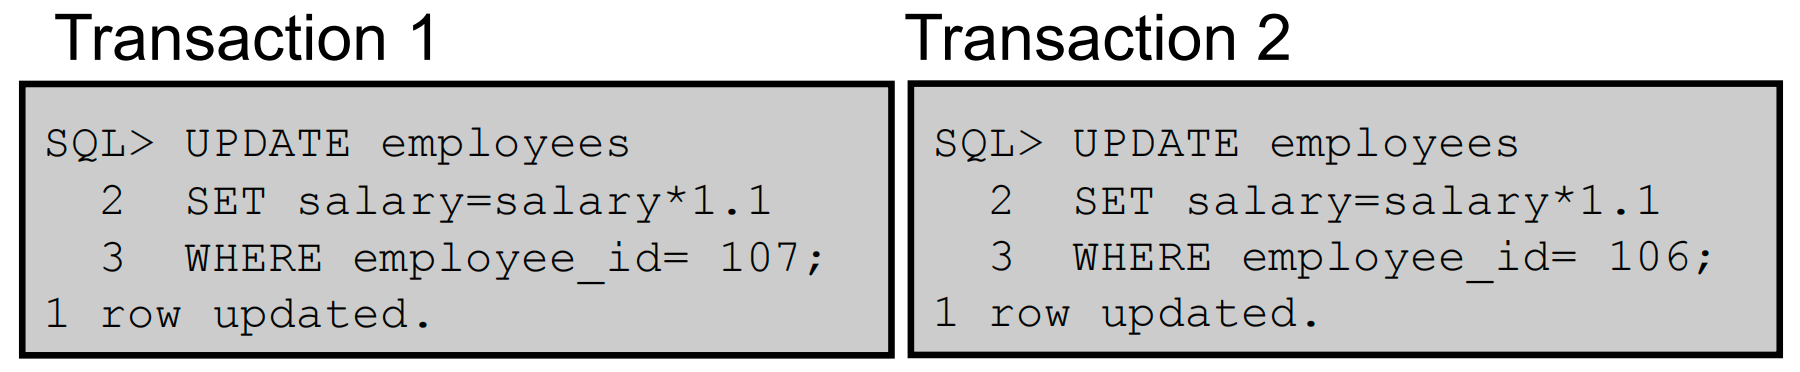 Transaction 1
SQL> UPDATE employees
2 SET salary=salary*1.1
3 WHERE employee_id= 107;
1 row updated.
Transaction 2
SQL> UPDATE employees
2 SET salary=salary*1.1
3 WHERE employee_id= 106;
1 row updated.